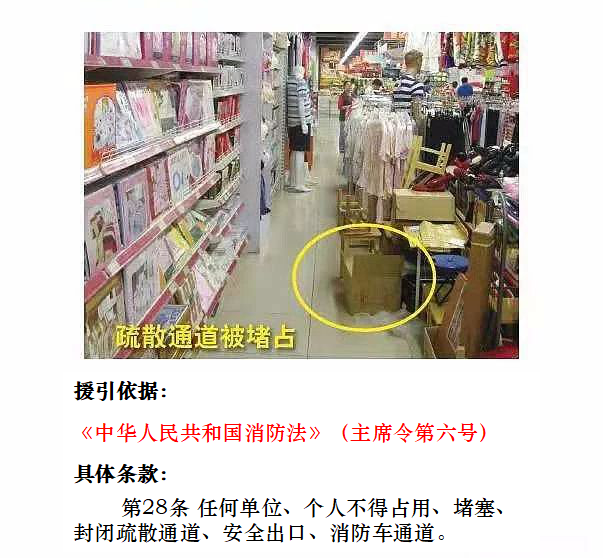 疏散通道被堵占
援引依据：
《中华人民共和国消防法》（主席令第六号）
具体条款：
第28条 任何单位、个人不得占用、堵塞、
封闭疏散通道、安全出口、消防车通道。